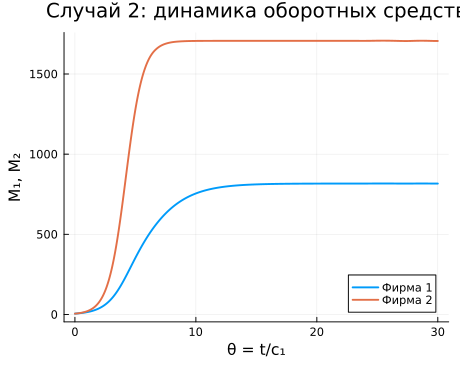 Случай 2: динамика оборотных средств
1500
1000
500
0
M₁, M₂
0
10
20
30
θ = t/c₁
Фирма 1
Фирма 2